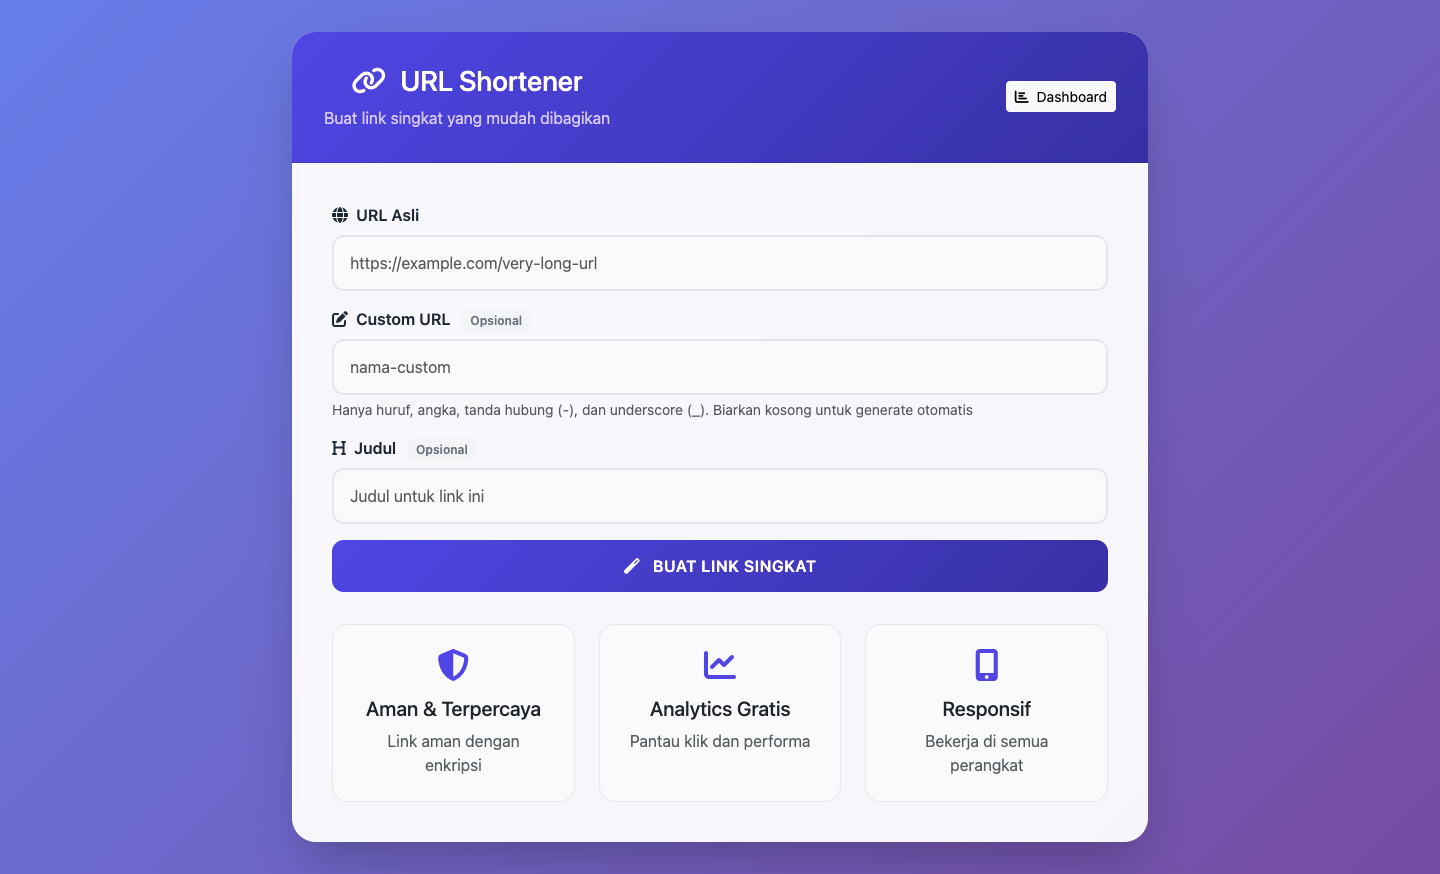 URL Shortener
Buat link singkat yang mudah dibagikan
Dashboard
URL Asli
https://example.com/very-long-url
Custom URL Opsional
nama-custom
Hanya huruf, angka, tanda hubung (-), dan underscore (_). Biarkan kosong untuk generate otomatis
Judul Opsional
Judul untuk link ini
BUAT LINK SINGKAT
Aman & Terpercaya
Link aman dengan
enkripsi
Analytics Gratis
Pantau klik dan performa
Responsif
Bekerja di semua
perangkat